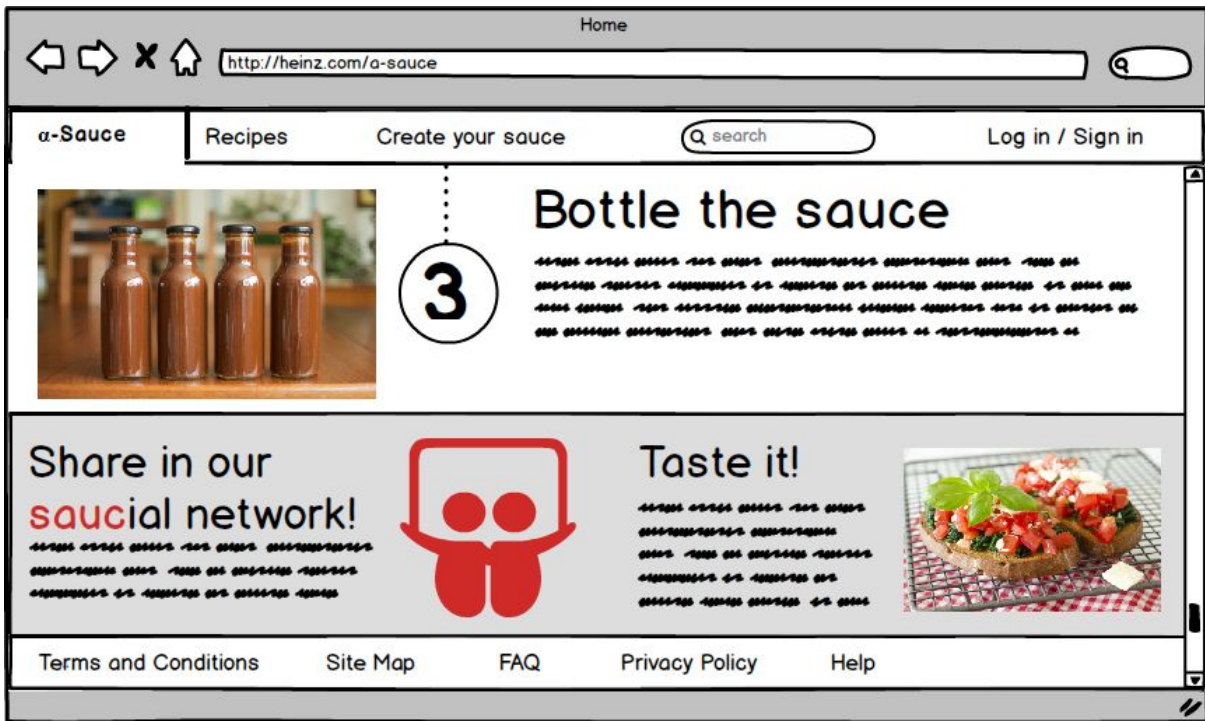 Home
http://heinz.com/a-sauce
α-Sauce Recipes Create your sauce search Log in / Sign in
Bottle the sauce
3
Share in our
saucial network!
Taste it!
Terms and Conditions Site Map FAQ Privacy Policy Help